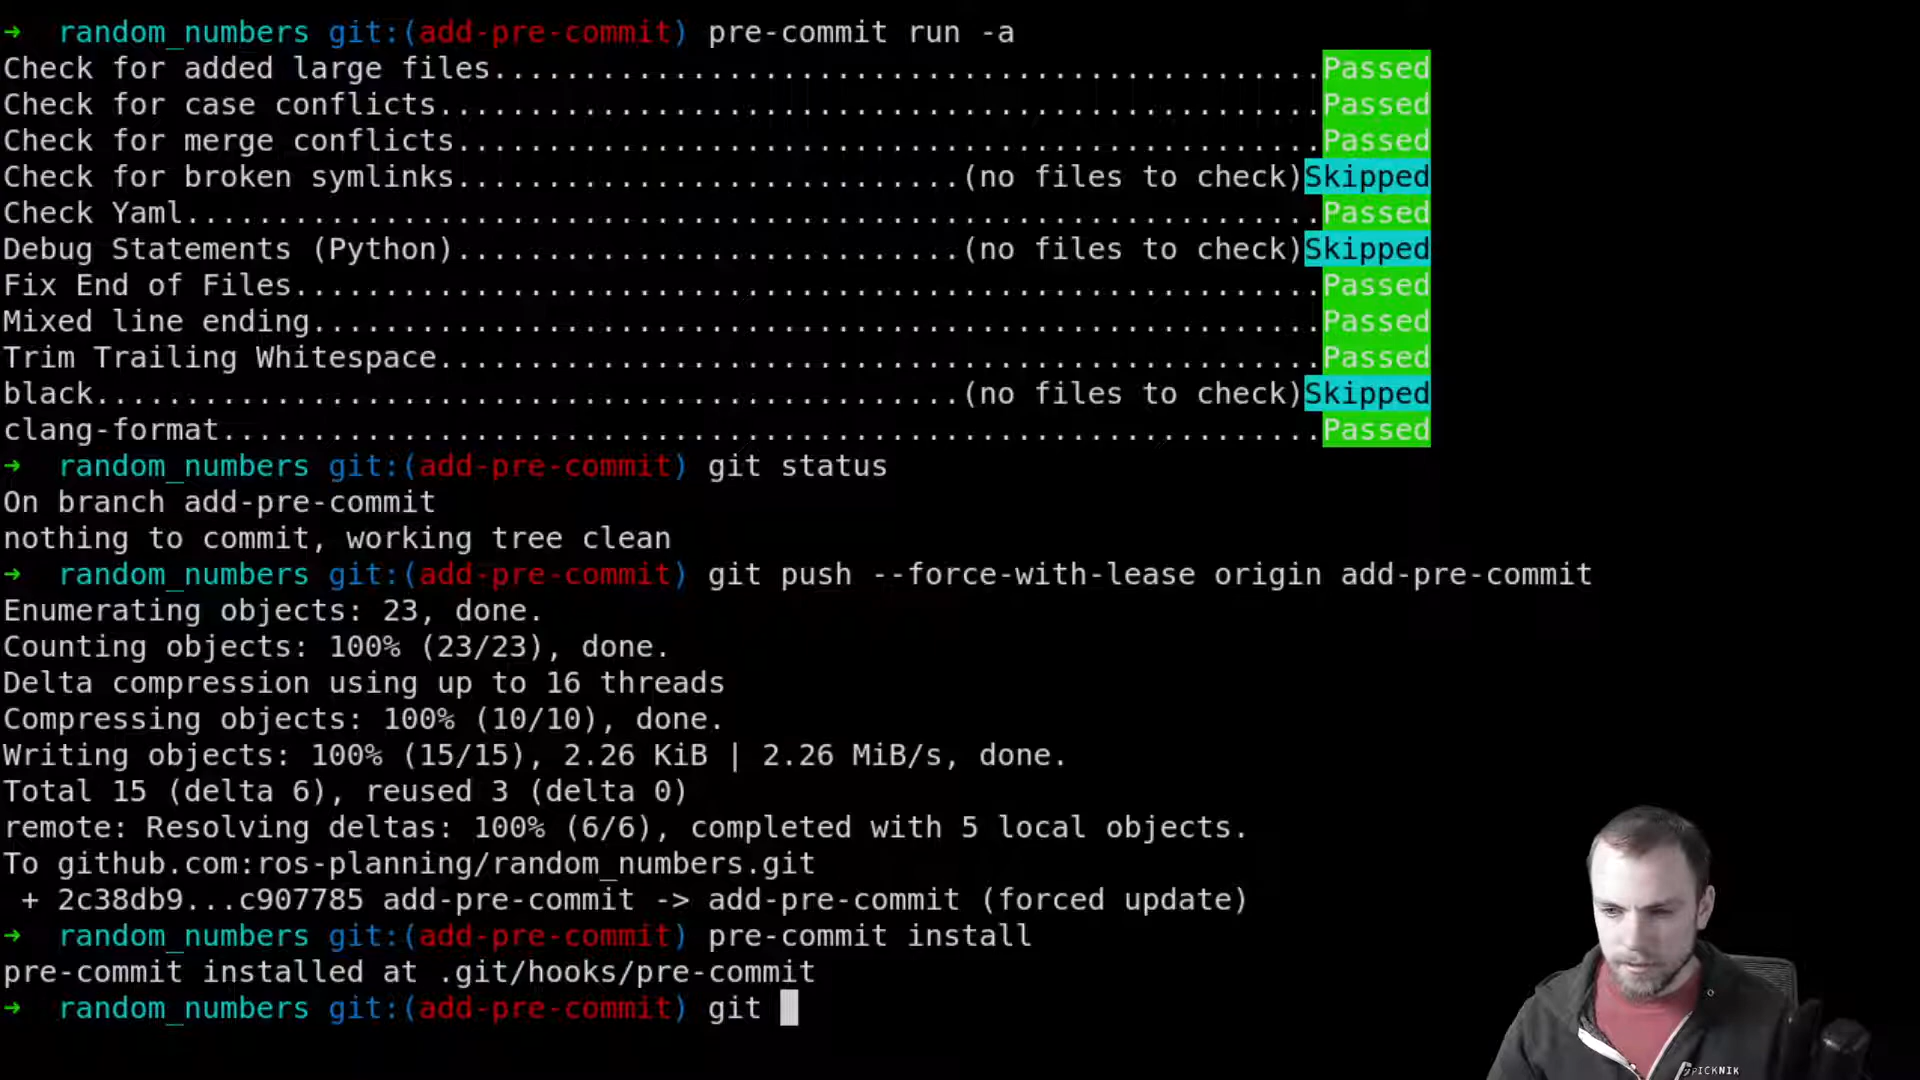 → random_numbers git:(add-pre-commit) pre-commit run -a
Check for added large files..............................................Passed
Check for case conflicts.................................................Passed
Check for merge conflicts................................................Passed
Check for broken symlinks............................(no files to check)Skipped
Check Yaml...............................................................Passed
Debug Statements (Python)............................(no files to check)Skipped
Fix End of Files.........................................................Passed
Mixed line ending........................................................Passed
Trim Trailing Whitespace.................................................Passed
black................................................(no files to check)Skipped
clang-format.............................................................Passed
→ random_numbers git:(add-pre-commit) git status
On branch add-pre-commit
nothing to commit, working tree clean
→ random_numbers git:(add-pre-commit) git push --force-with-lease origin add-pre-commit
Enumerating objects: 23, done.
Counting objects: 100% (23/23), done.
Delta compression using up to 16 threads
Compressing objects: 100% (10/10), done.
Writing objects: 100% (15/15), 2.26 KiB | 2.26 MiB/s, done.
Total 15 (delta 6), reused 3 (delta 0)
remote: Resolving deltas: 100% (6/6), completed with 5 local objects.
To github.com:ros-planning/random_numbers.git
+ 2c38db9...c907785 add-pre-commit -> add-pre-commit (forced update)
→ random_numbers git:(add-pre-commit) pre-commit install
pre-commit installed at .git/hooks/pre-commit
→ random_numbers git:(add-pre-commit) git
PICKNIK